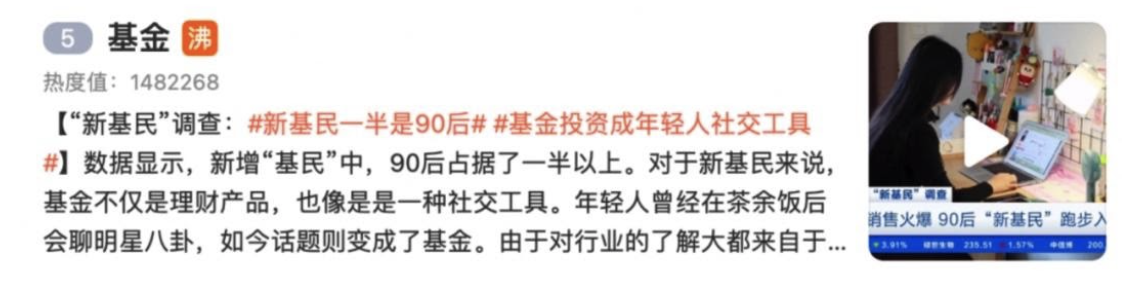 5 基金 沸
热度值：1482268
【“新基民”调查：#新基民一半是90后# #基金投资成年轻人社交工具
#】数据显示，新增“基民”中，90后占据了一半以上。对于新基民来说，
基金不仅是理财产品，也像是是一种社交工具。年轻人曾经在茶余饭后
会聊明星八卦，如今话题则变成了基金。由于对行业的了解大都来自于...
“新基民”调查
销售火爆 90后“新基民”跑步入
3.91% 235.51 1.57% 200.